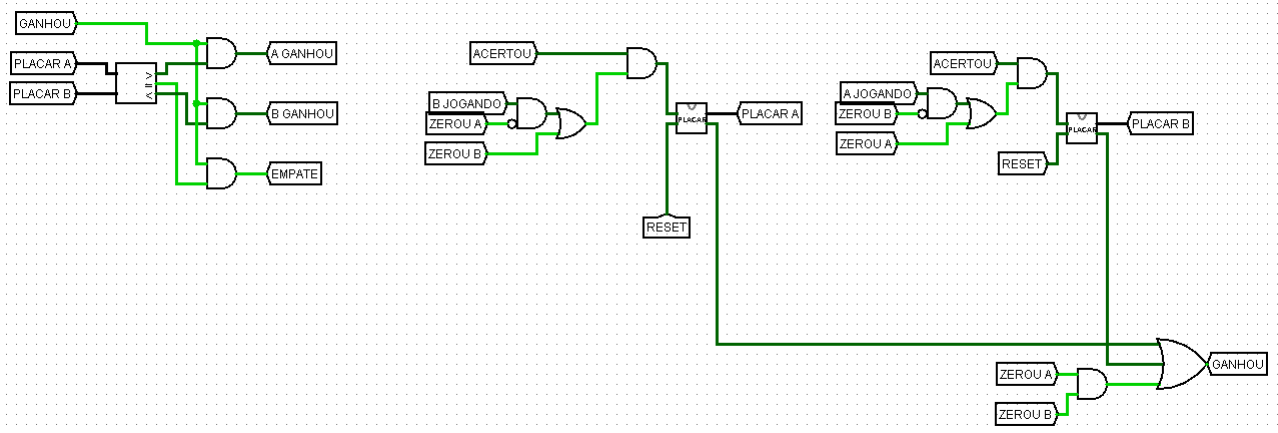 GANHOU
PLACAR A
PLACAR B
> = <
A GANHOU
B GANHOU
EMPATE
ACERTOU
B JOGANDO
ZEROU A
ZEROU B
PLACAR
PLACAR A
RESET
ACERTOU
A JOGANDO
ZEROU B
ZEROU A
PLACAR
PLACAR B
RESET
ZEROU A
ZEROU B
GANHOU